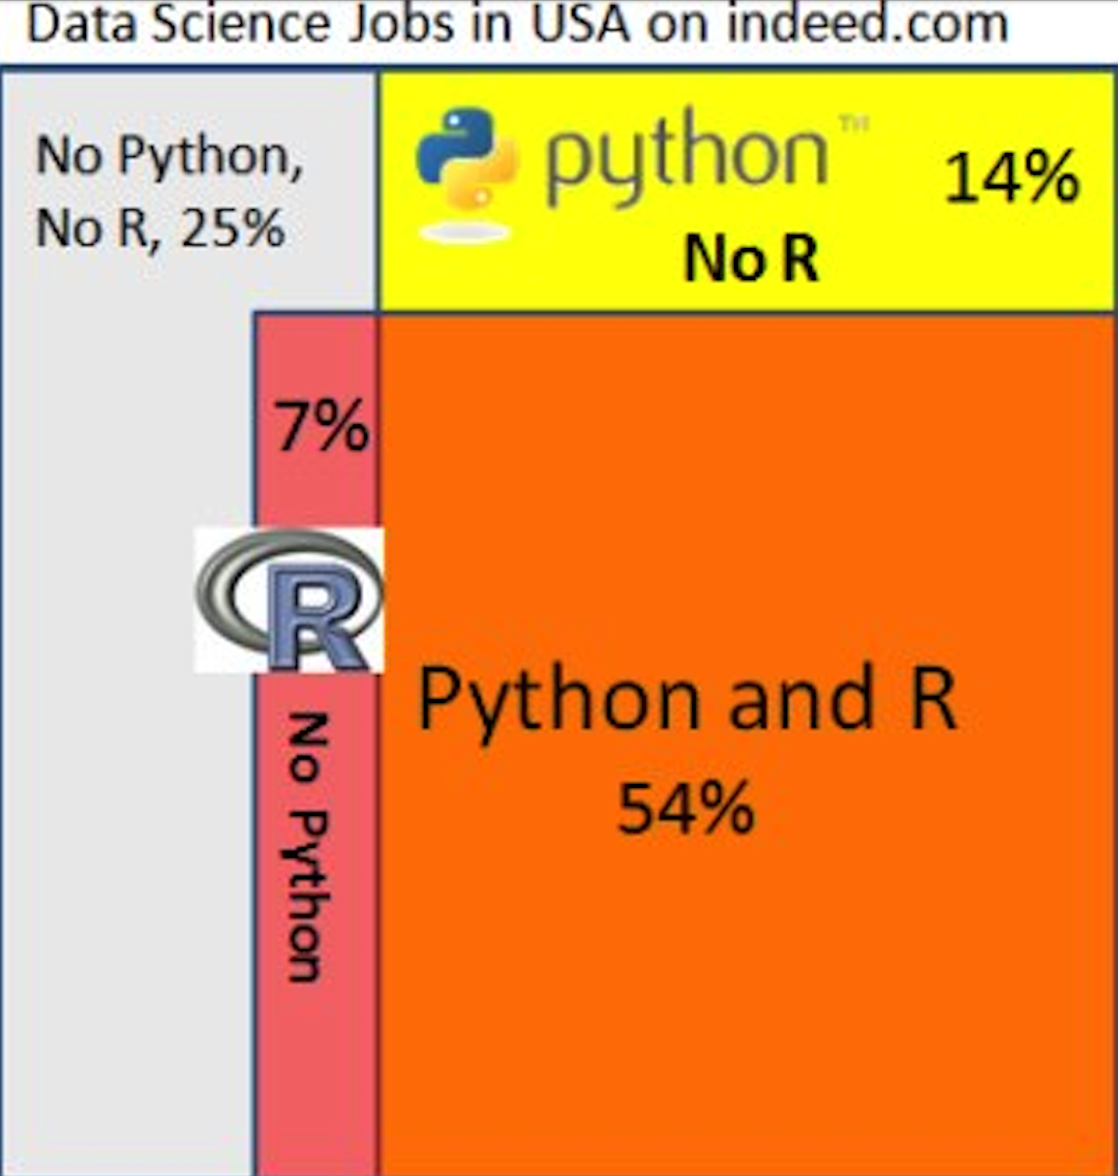 Data Science Jobs in USA on indeed.com
No Python,
No R, 25%
python™
14%
No R
7%
R
No Python
Python and R
54%